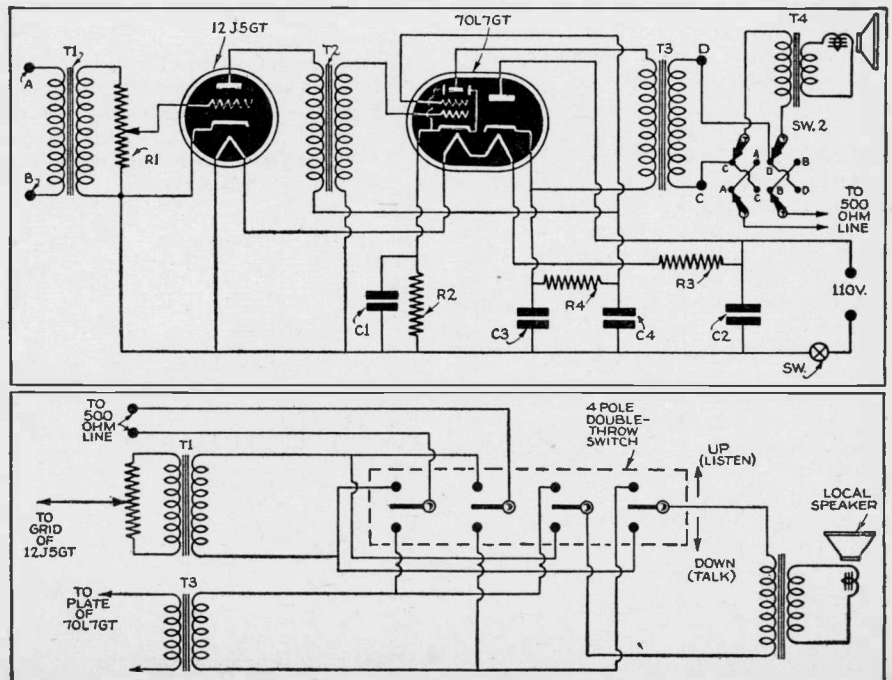 12J5GT
70L7GT
T1
T2
T3
T4
D
A
B
R1
SW. 2
A
B
C
D
A
B
C
D
C
TO
500
OHM
LINE
C1
R2
C3
R4
C4
R3
C2
110V.
SW.
TO
500
OHM
LINE
T1
4 POLE
DOUBLE-
THROW
SWITCH
UP
(LISTEN)
LOCAL
SPEAKER
TO
GRID
OF
12J5GT
DOWN
(TALK)
T3
TO
PLATE
OF
70L7GT